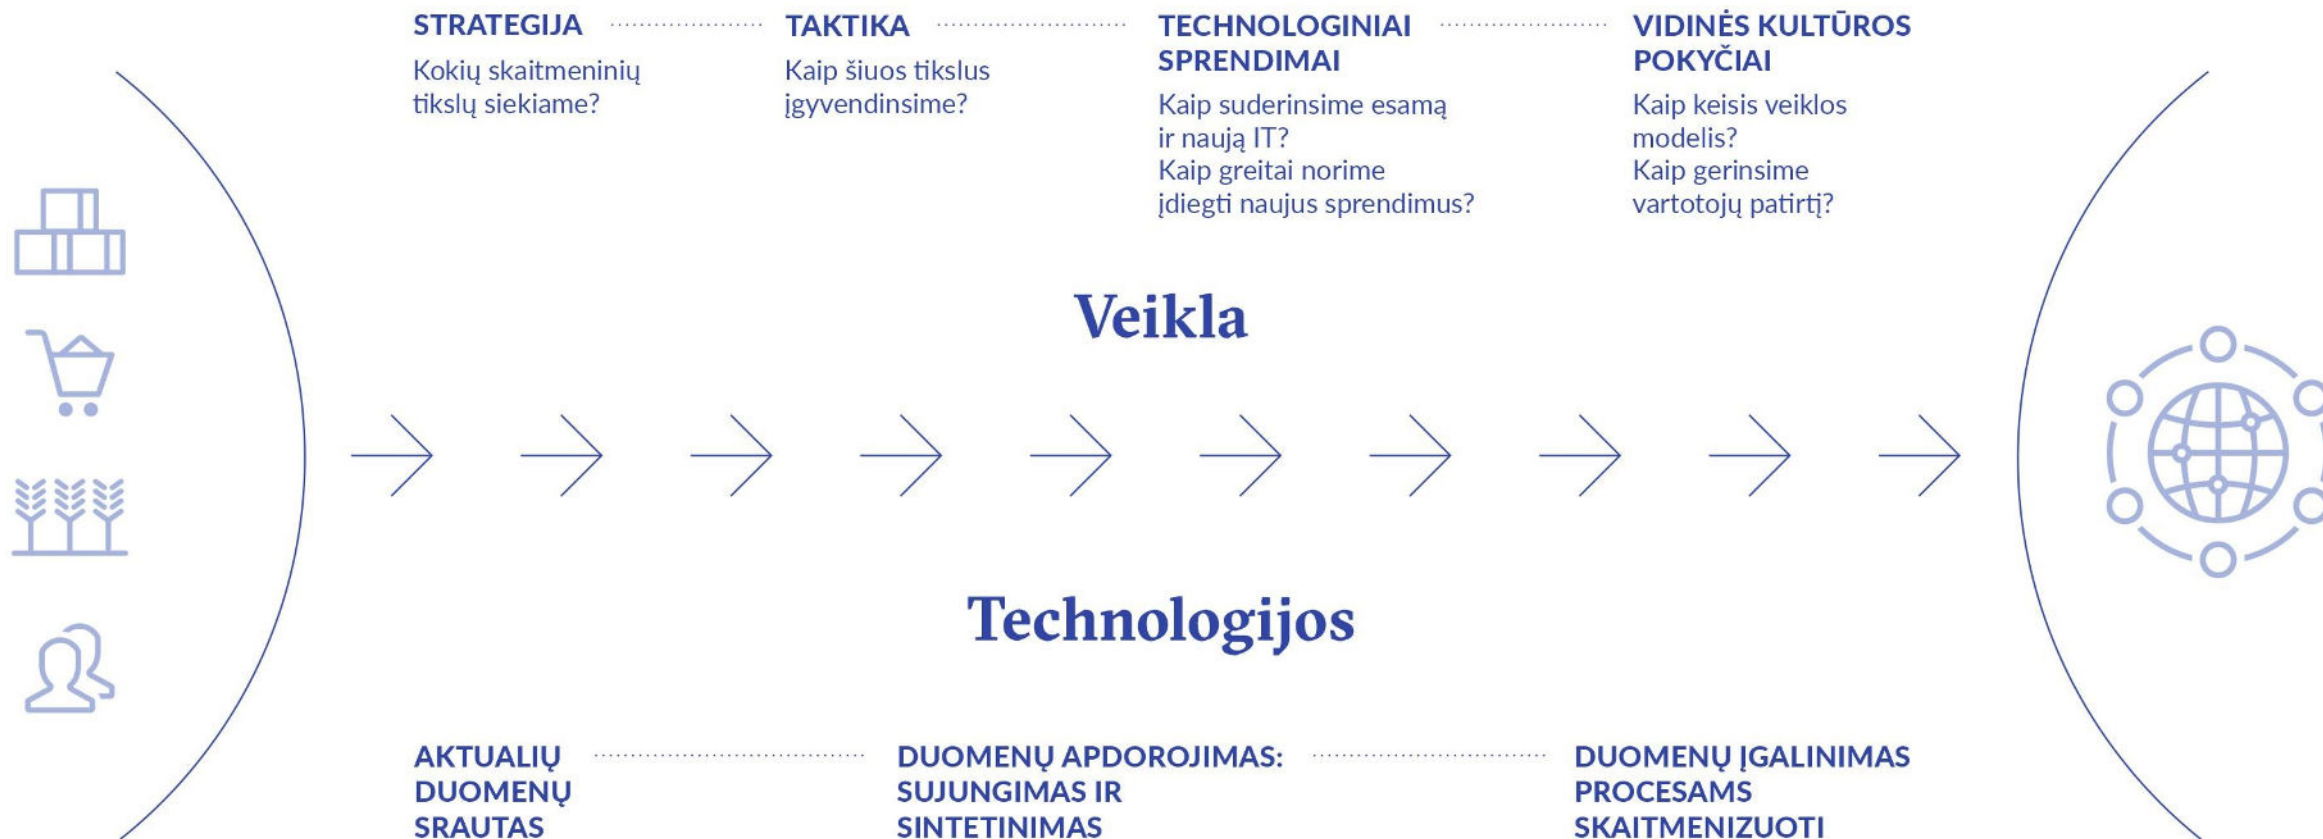 STRATEGIJA
Kokių skaitmeninių
tikslų siekiame?
TAKTIKA
Kaip šiuos tikslus
įgyvendinsime?
TECHNOLOGINIAI
SPRENDIMAI
Kaip suderinsime esamą
ir naują IT?
Kaip greitai norime
įdiegti naujus sprendimus?
VIDINĖS KULTŪROS
POKYČIAI
Kaip keisis veiklos
modelis?
Kaip gerinsime
vartotojų patirtį?
Veikla
Technologijos
AKTUALIŲ
DUOMENŲ
SRAUTAS
DUOMENŲ APDOROJIMAS:
SUJUNGIMAS IR
SINTETINIMAS
DUOMENŲ ĮGALINIMAS
PROCESAMS
SKAITMENIZUOTI